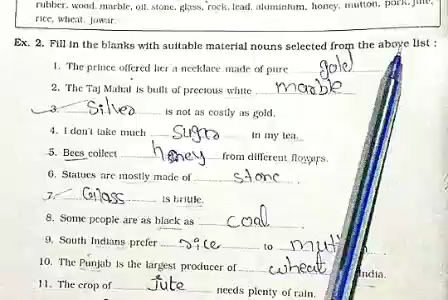 rubber, wood, marble, oil, stone, glass, rock, lead, aluminium, honey, mutton, pork, jute,
rice, wheat, jowar.
Ex. 2. Fill in the blanks with suitable material nouns selected from the above list :
1. The prince offered her a necklace made of pure gold
2. The Taj Mahal is built of precious white marble
3. Silver is not as costly as gold.
4. I don't take much Sugar in my tea.
5. Bees collect honey from different flowers.
6. Statues are mostly made of stone.
7. Glass is brittle.
8. Some people are as black as coal
9. South Indians prefer rice to
10. The Punjab is the largest producer of wheat India.
11. The crop of Jute needs plenty of rain.